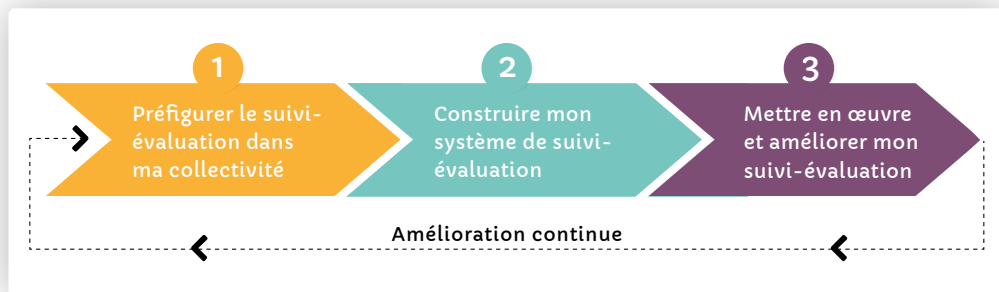 1
Préfigurer le suivi-
évaluation dans
ma collectivité
2
Construire mon
système de suivi-
évaluation
3
Mettre en œuvre
et améliorer mon
suivi-évaluation
Amélioration continue